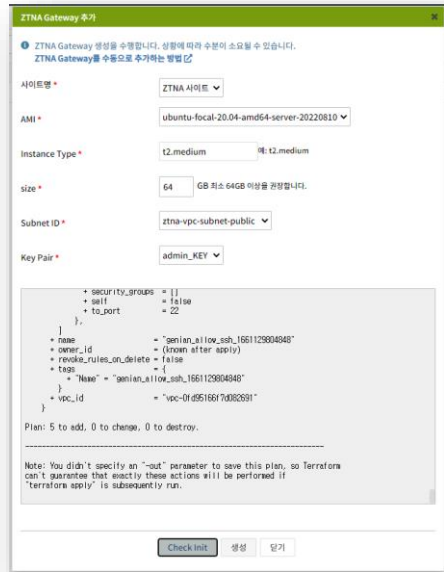 ZTNA Gateway 추가
ZTNA Gateway 생성을 수행합니다. 상황에 따라 수분이 소요될 수 있습니다.
ZTNA Gateway를 수동으로 추가하는 방법
사이트명 * ZTNA 사이트
AMI * ubuntu-focal-20.04-amd64-server-20220810
Instance Type * t2.medium 예: t2.medium
size * 64 GB 최소 64GB 이상을 권장합니다.
Subnet ID * ztna-vpc-subnet-public
Key Pair * admin_KEY
+ security_groups = []
+ self = false
+ to_port = 22
},
]
+ name = "genian_allow_ssh_1661129804848"
+ owner_id = (known after apply)
+ revoke_rules_on_delete = false
+ tags = {
+ "Name" = "genian_allow_ssh_1661129804848"
}
+ vpc_id = "vpc-0fd95166f7d082691"
}
Plan: 5 to add, 0 to change, 0 to destroy.
------------------------------------------------------------------------
Note: You didn't specify an "-out" parameter to save this plan, so Terraform
can't guarantee that exactly these actions will be performed if
"terraform apply" is subsequently run.
Check Init 생성 닫기